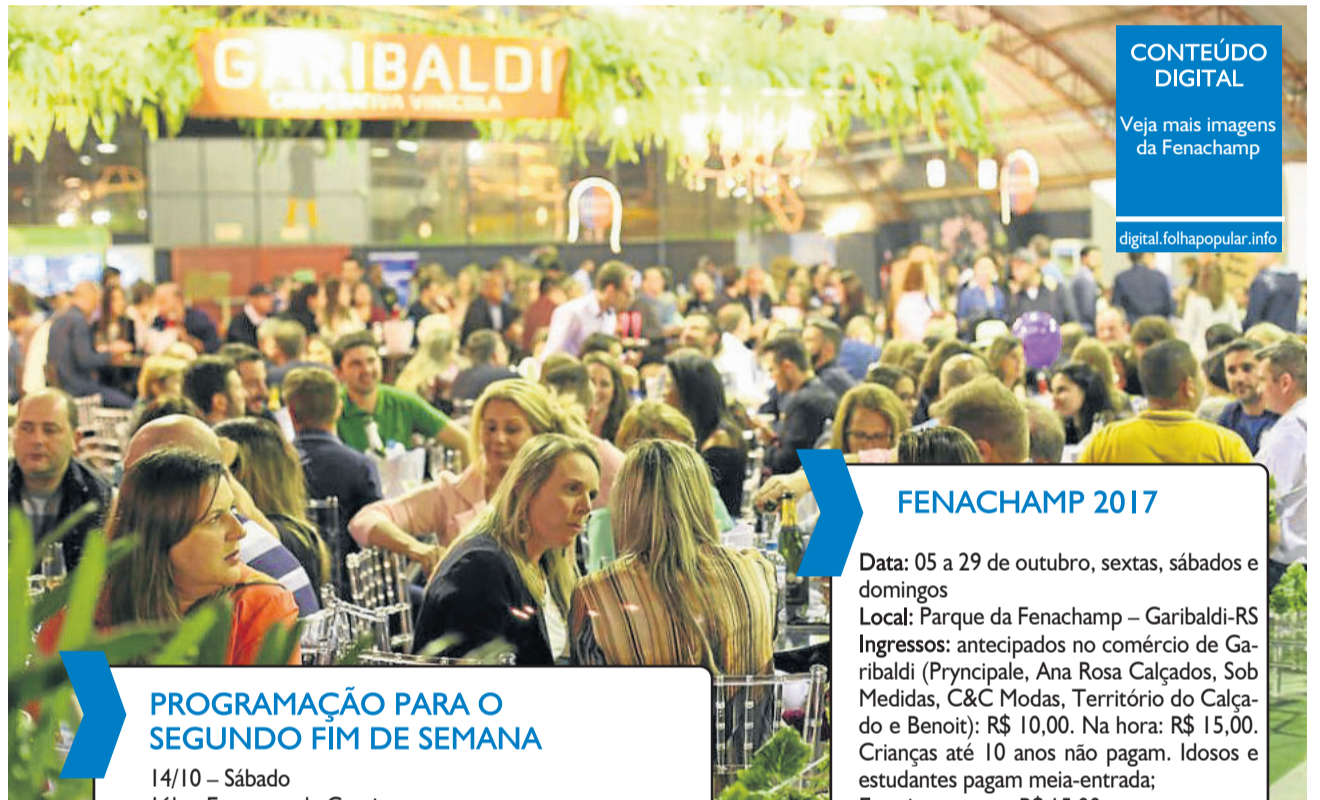 GARIBALDI
COOPERATIVA VINÍCOLA
CONTEÚDO
DIGITAL
Veja mais imagens
da Fenachamp
digital.folhapopular.info
FENACHAMP 2017
Data: 05 a 29 de outubro, sextas, sábados e
domingos
Local: Parque da Fenachamp – Garibaldi-RS
Ingressos: antecipados no comércio de Ga-
ribaldi (Pryncipale, Ana Rosa Calçados, Sob
Medidas, C&C Modas, Território do Calça-
do e Benoit): R$ 10,00. Na hora: R$ 15,00.
Crianças até 10 anos não pagam. Idosos e
estudantes pagam meia-entrada;
PROGRAMAÇÃO PARA O
SEGUNDO FIM DE SEMANA
14/10 – Sábado